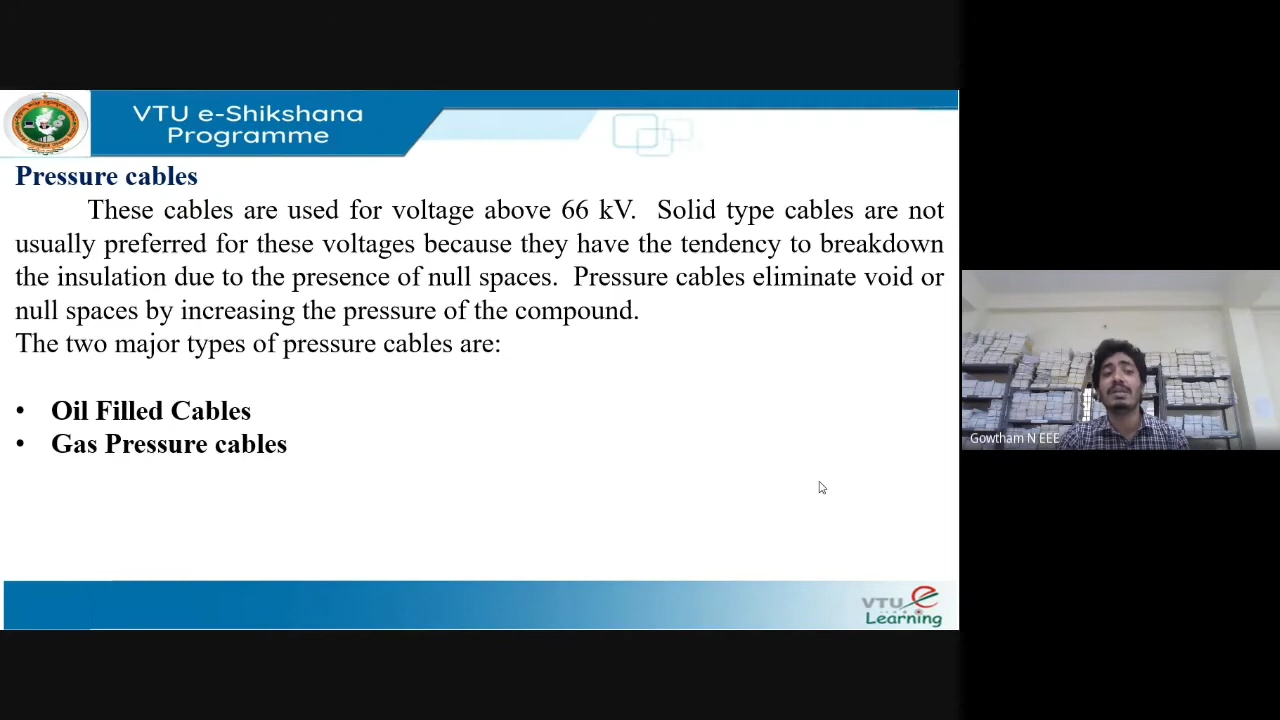 VTU e-Shikshana
Programme
Pressure cables
These cables are used for voltage above 66 kV. Solid type cables are not
usually preferred for these voltages because they have the tendency to breakdown
the insulation due to the presence of null spaces. Pressure cables eliminate void or
null spaces by increasing the pressure of the compound.
The two major types of pressure cables are:
• Oil Filled Cables
• Gas Pressure cables
Gowtham N EEE
VTU e
Learning